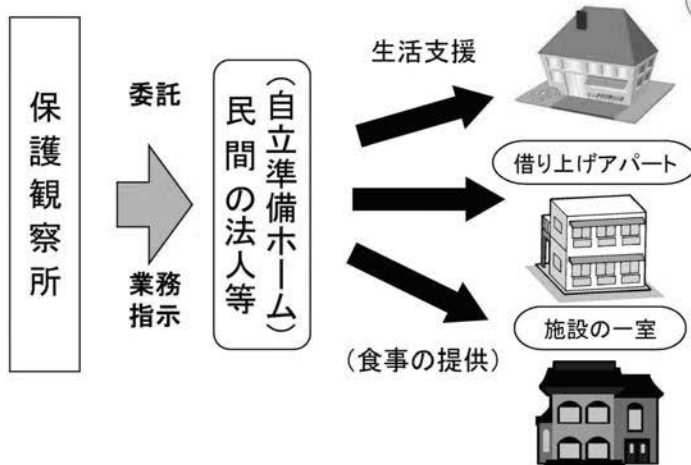 保護観察所
委託
業務
指示
民間の法人等
（自立準備ホーム）
生活支援
借り上げアパート
施設の一室
（食事の提供）